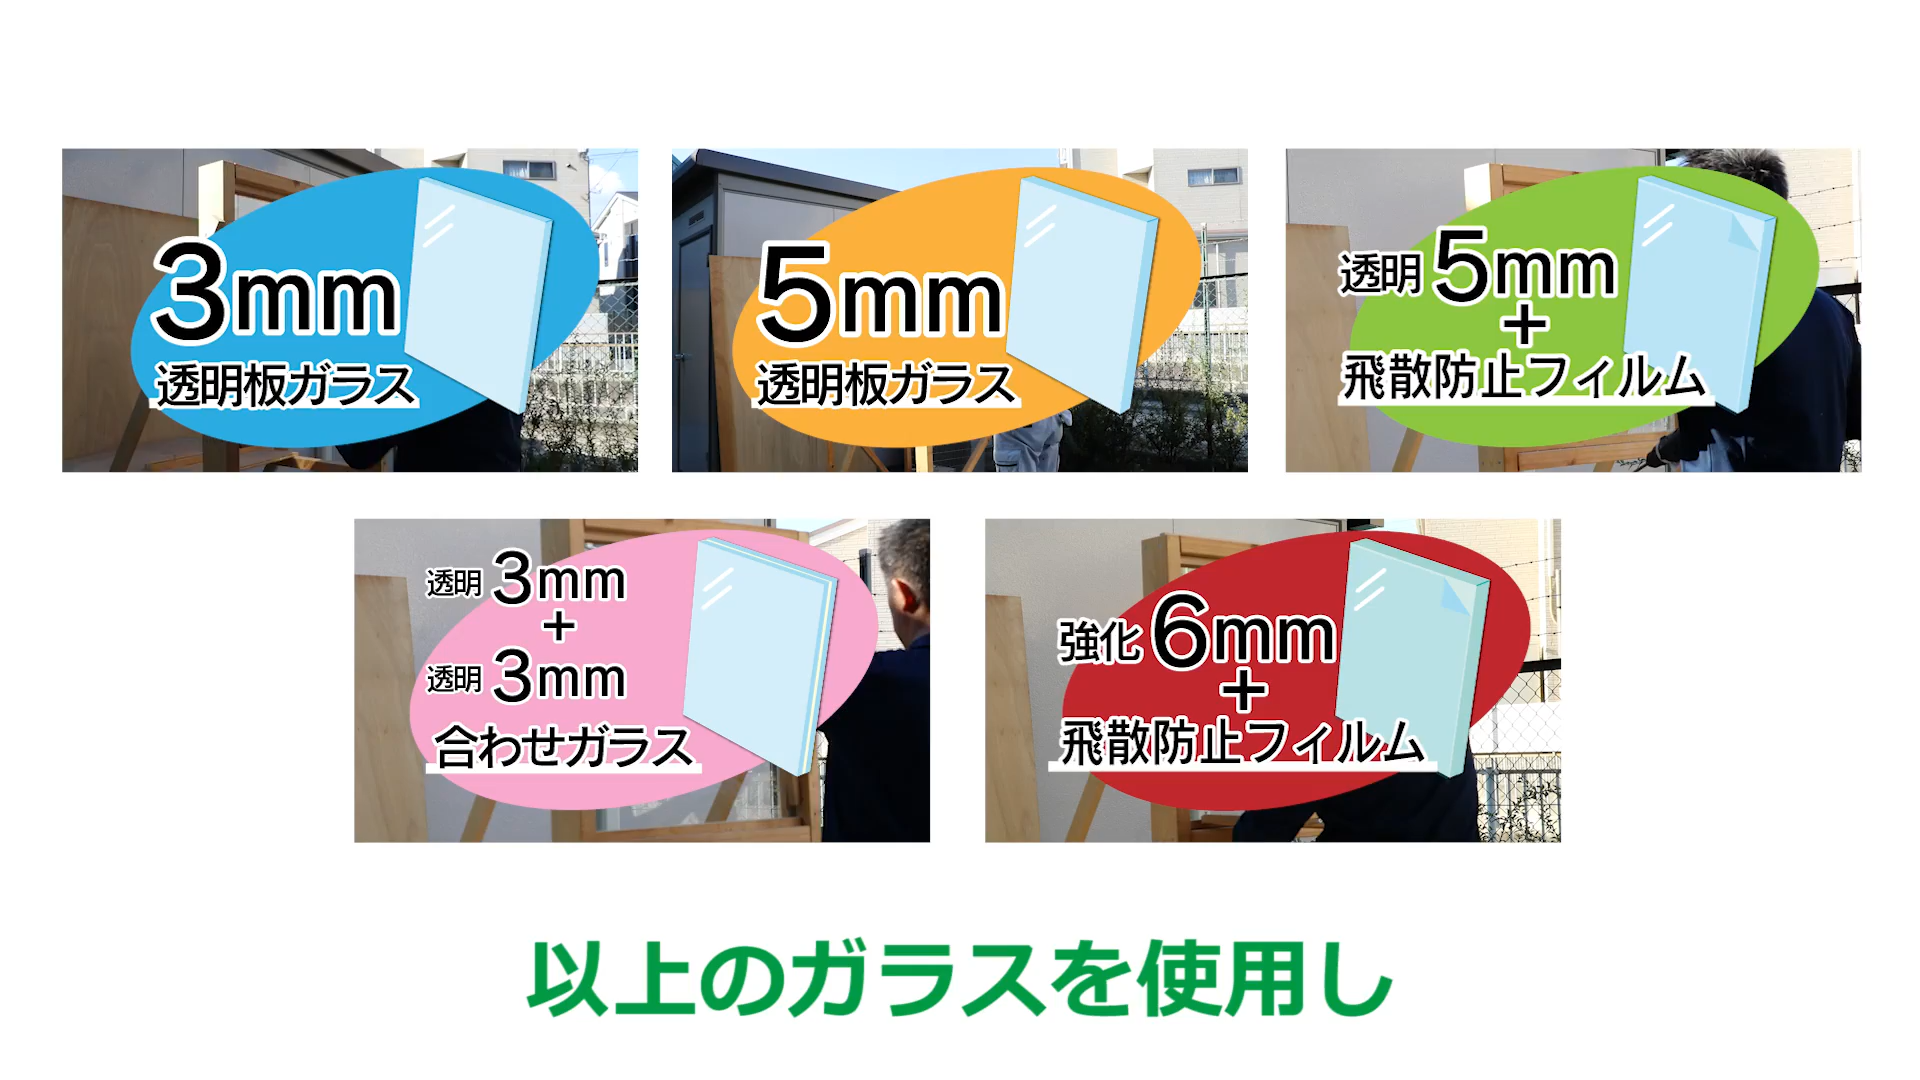 3mm
透明板ガラス
5mm
透明板ガラス
透明 5mm
+
飛散防止フィルム
透明 3mm
+
透明 3mm
合わせガラス
強化 6mm
+
飛散防止フィルム
以上のガラスを使用し